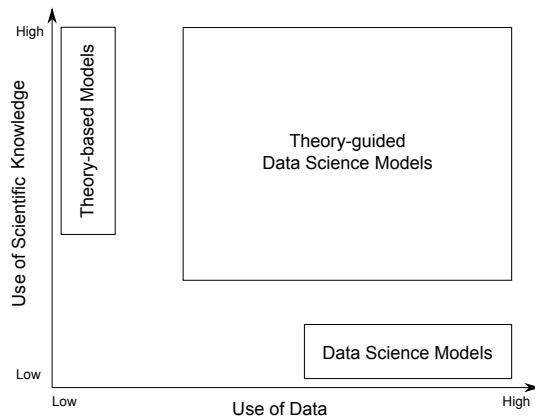 High
Use of Scientific Knowledge
Theory-based Models
Theory-guided
Data Science Models
Data Science Models
Low
Low
Use of Data
High